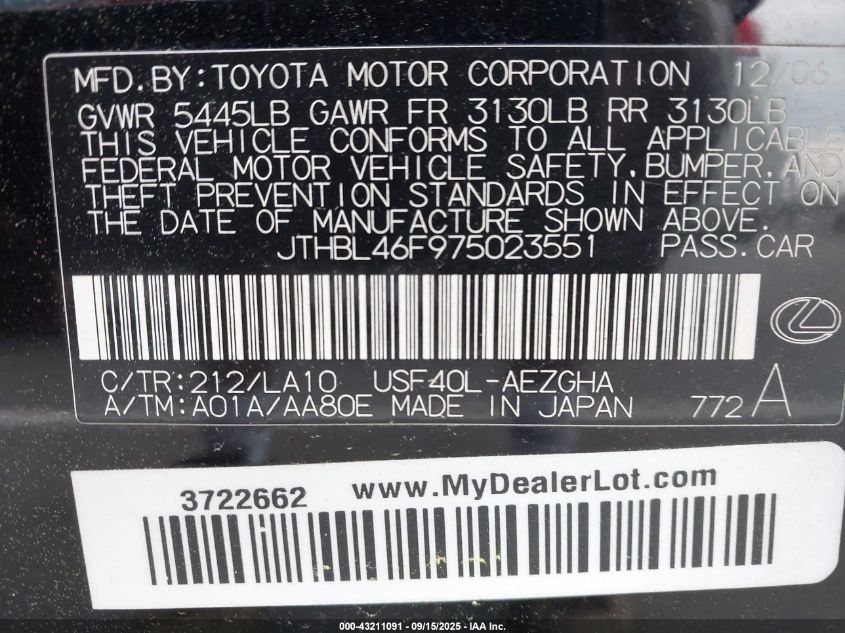 MFD.BY:TOYOTA MOTOR CORPORATION 12/06
GVWR 5445LB GAWR FR 3130LB RR 3130LB
THIS VEHICLE CONFORMS TO ALL APPLICABLE
FEDERAL MOTOR VEHICLE SAFETY,BUMPER,AND
THEFT PREVENTION STANDARDS IN EFFECT ON
THE DATE OF MANUFACTURE SHOWN ABOVE.
JTHBL46F975023551 PASS.CAR
C/TR:212/LA10 USF40L-AEZGHA
A/TM:A01A/AA80E MADE IN JAPAN 772A
3722662 www.MyDealerLot.com
000-43211091 - 09/15/2025 - IAA Inc.